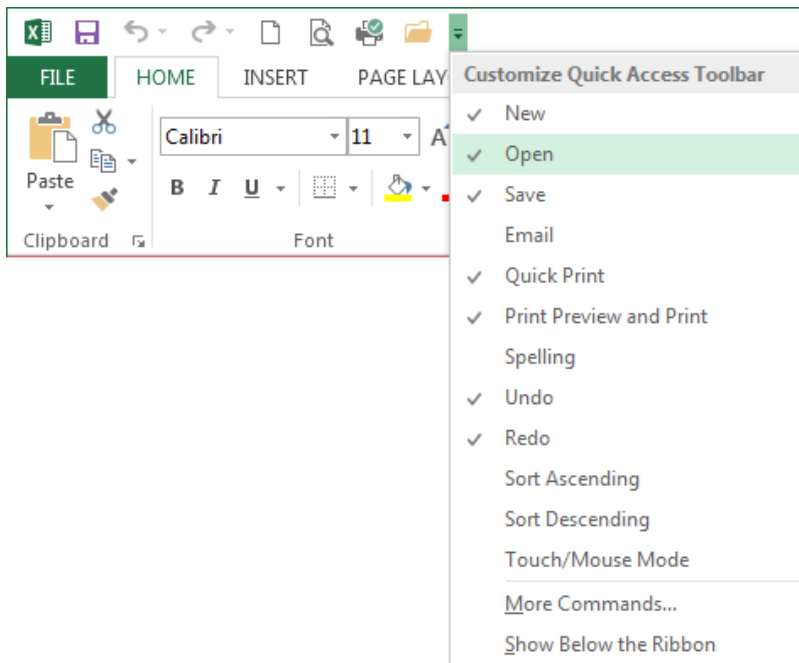 FILE HOME INSERT PAGE LAY
Calibri 11 A
Paste
B I U
Clipboard Font
Customize Quick Access Toolbar
New
Open
Save
Email
Quick Print
Print Preview and Print
Spelling
Undo
Redo
Sort Ascending
Sort Descending
Touch/Mouse Mode
More Commands...
Show Below the Ribbon